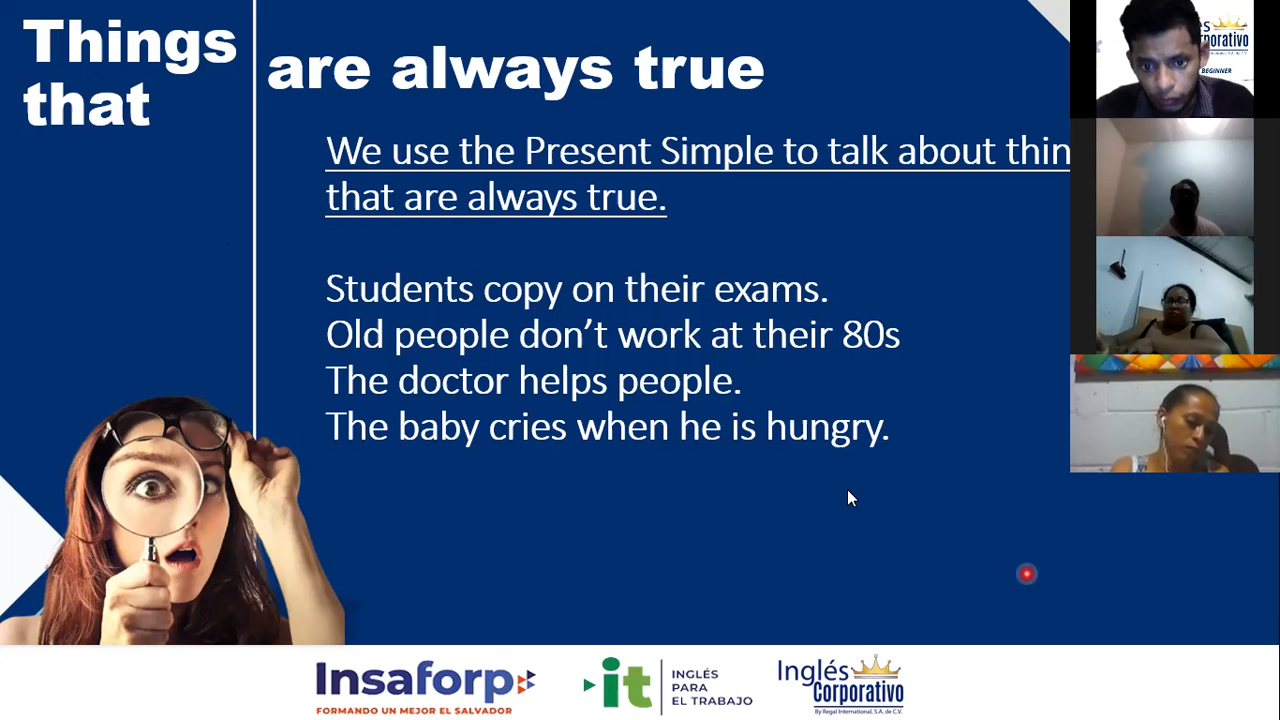 Things
that
are always true
We use the Present Simple to talk about thin
that are always true.
Students copy on their exams.
Old people don’t work at their 80s
The doctor helps people.
The baby cries when he is hungry.
Insaforp
FORMANDO UN MEJOR EL SALVADOR
it
INGLÉS
PARA
EL TRABAJO
Inglés
Corporativo
By Regal International, S.A. de C.V.
BEGINNER